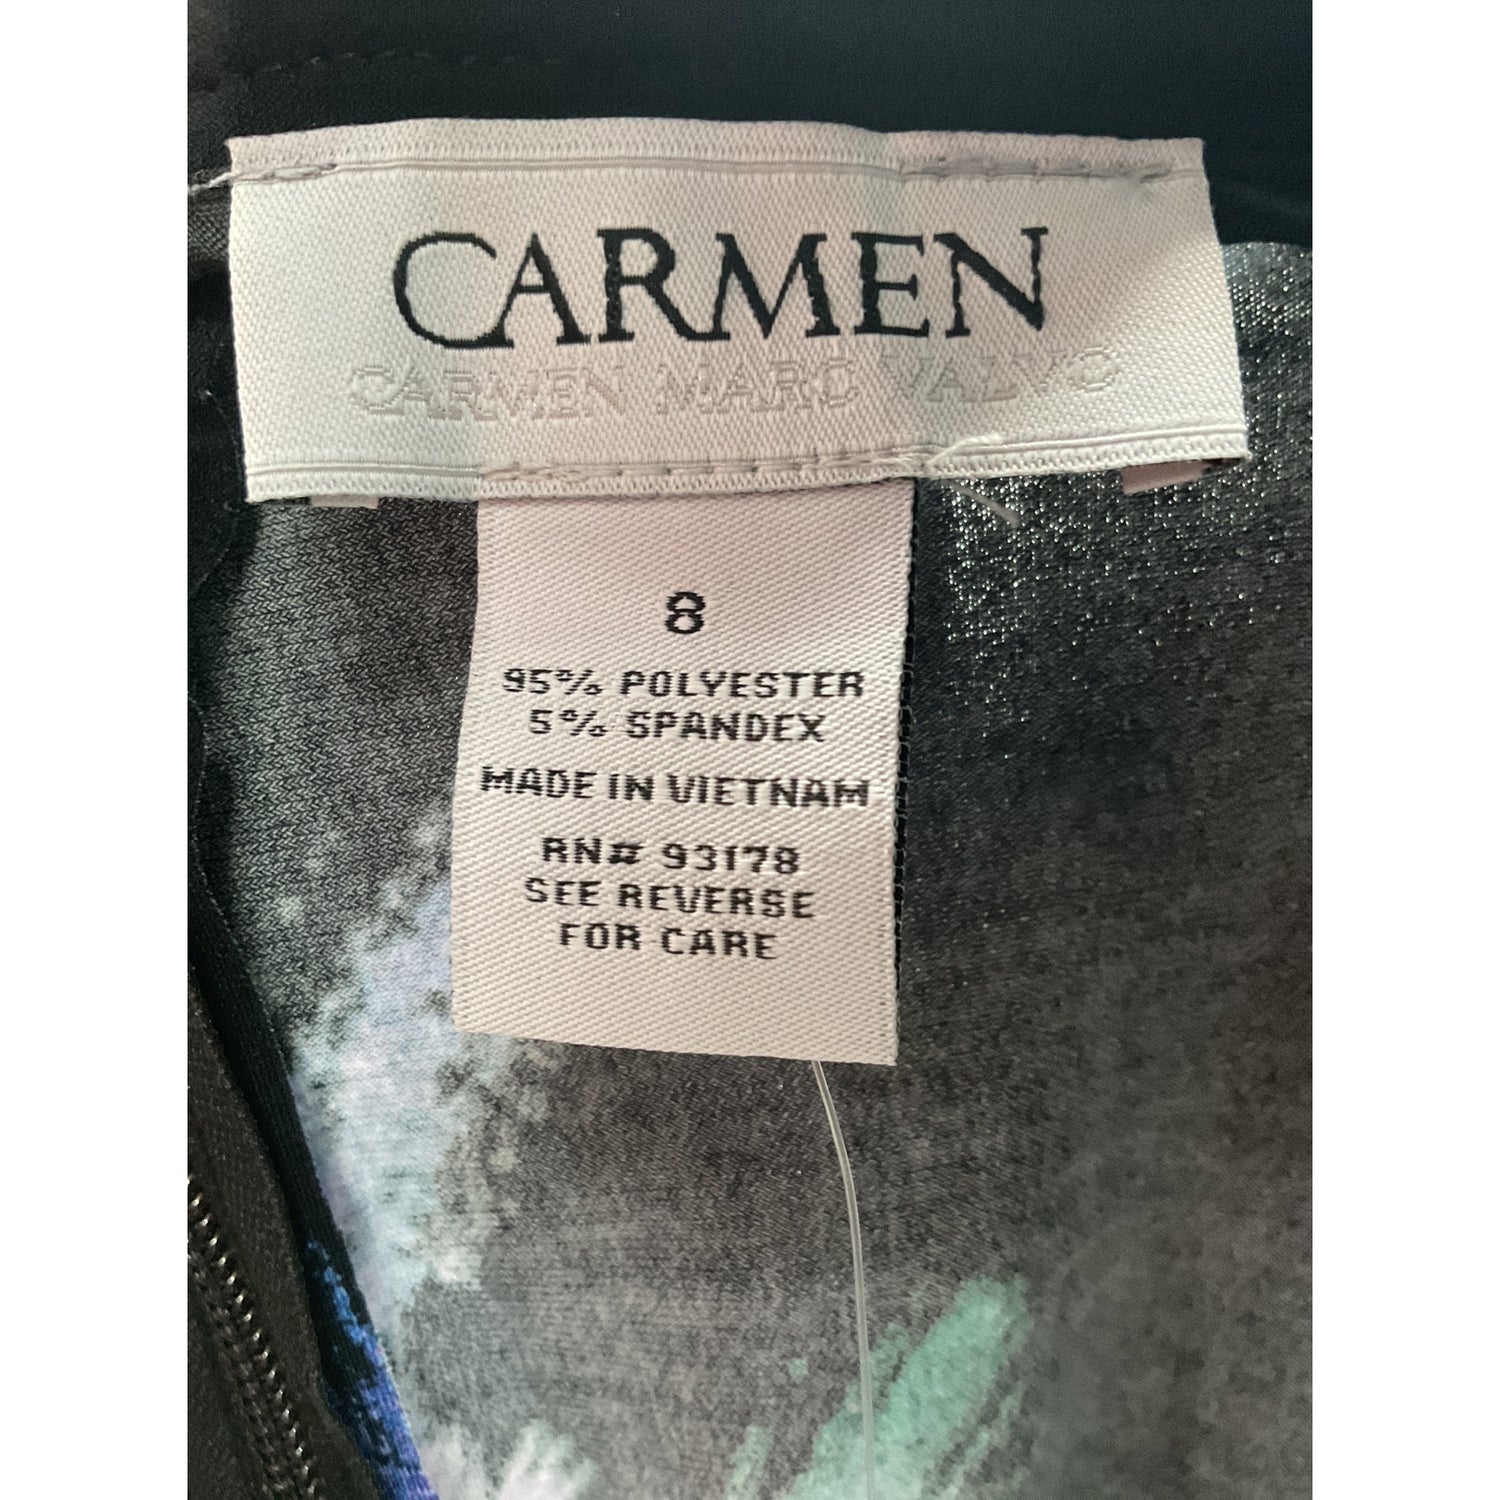 CARMEN
CARMEN MARC VALVO
8
95% POLYESTER
5% SPANDEX
MADE IN VIETNAM
RN# 93178
SEE REVERSE
FOR CARE